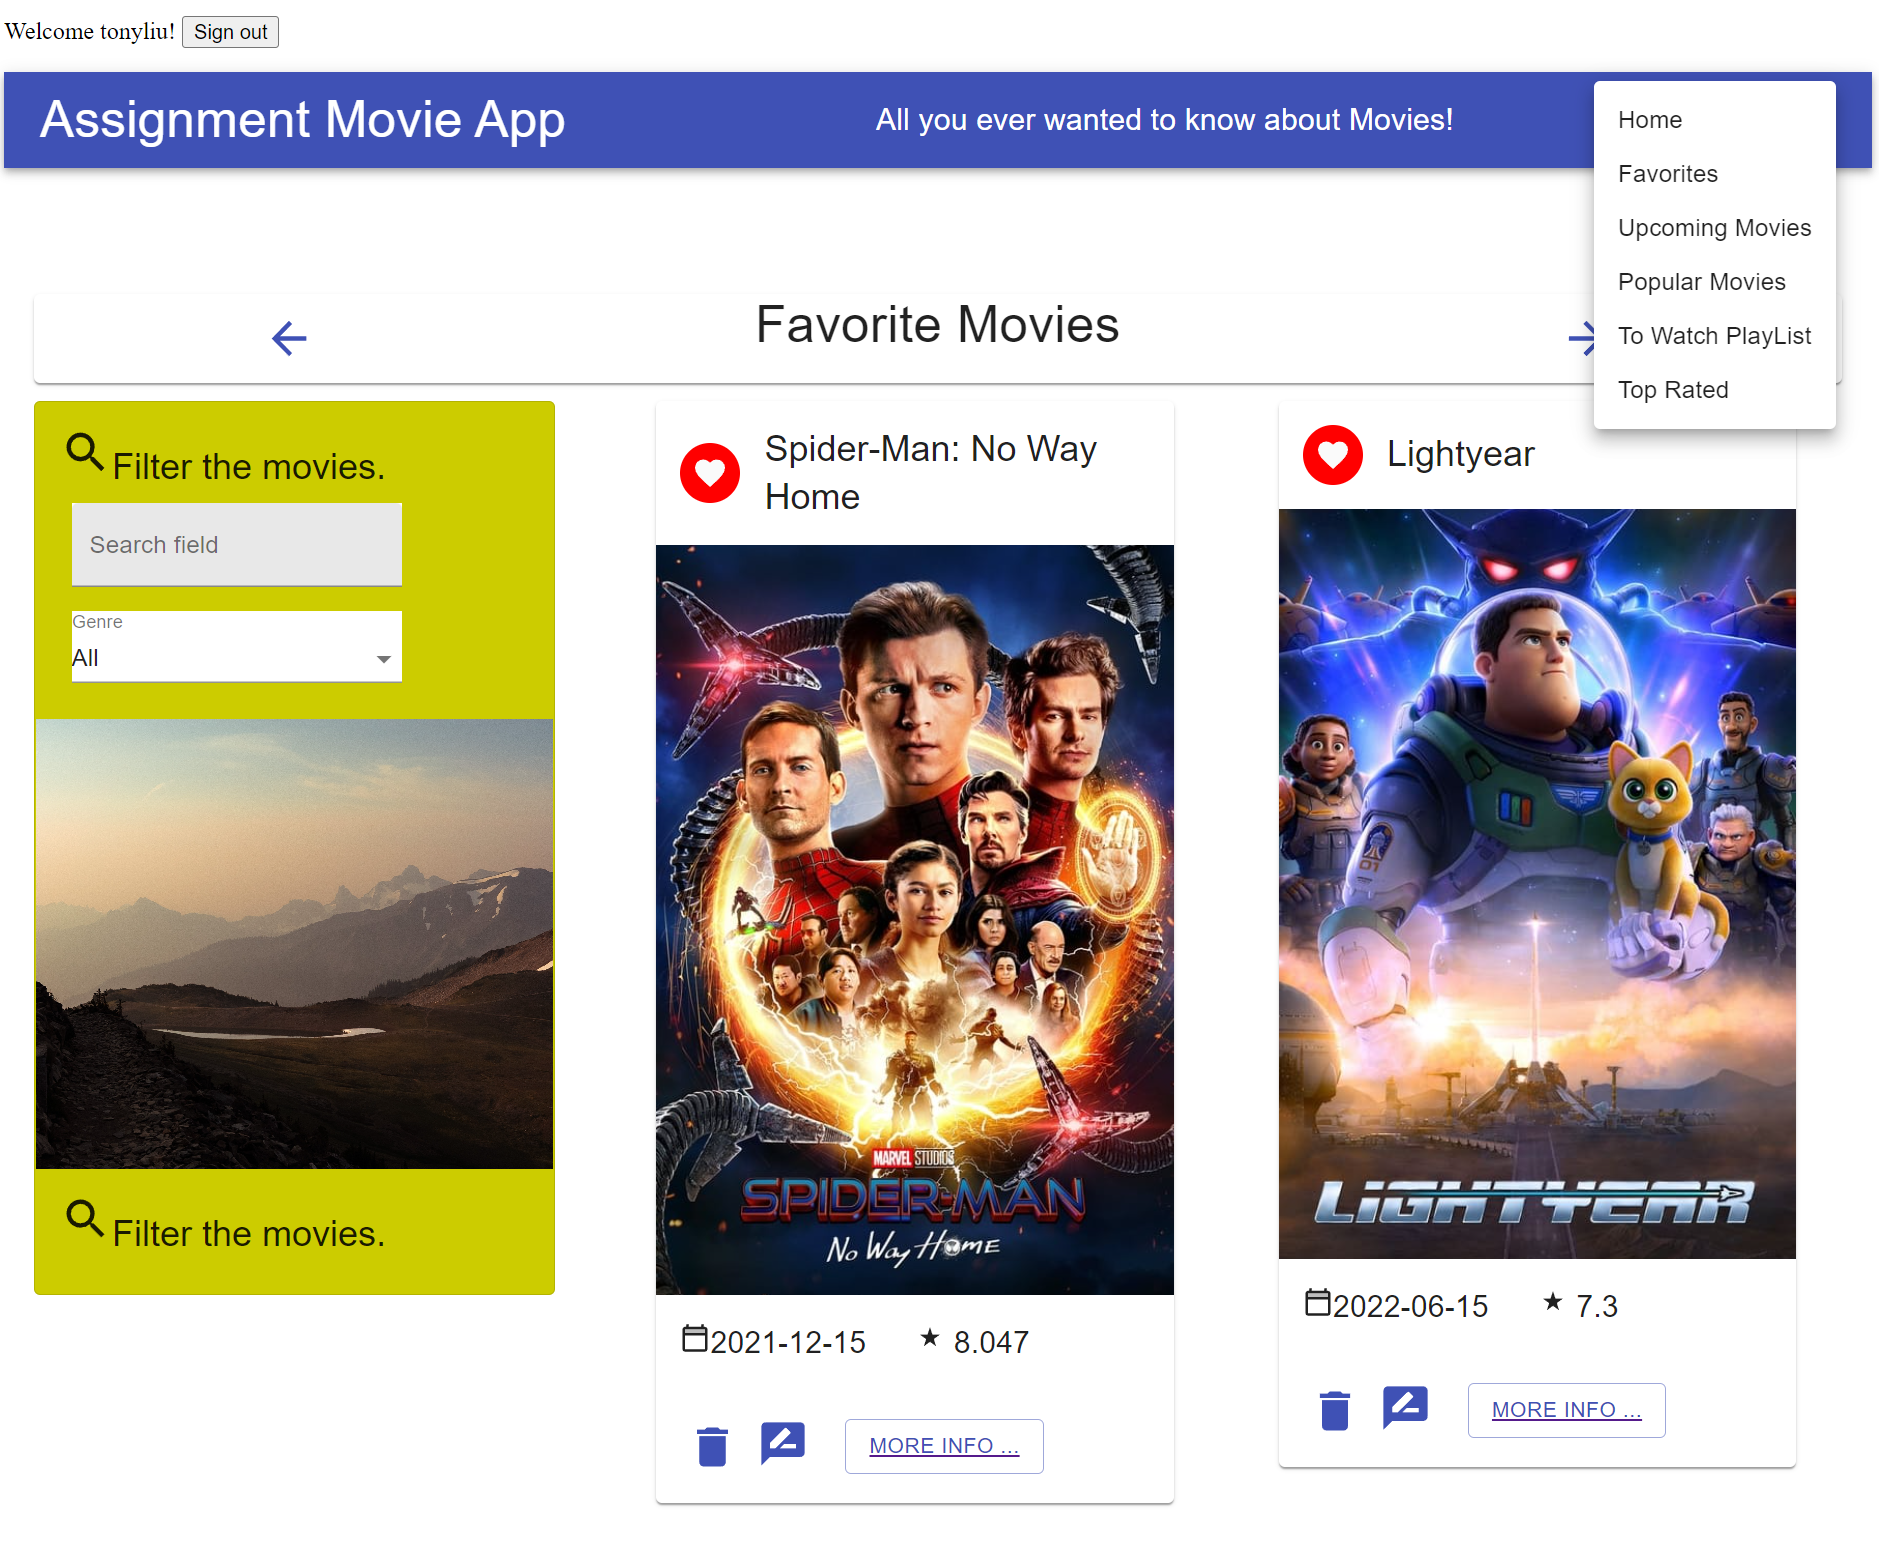 Welcome tonyliu! Sign out
Assignment Movie App
All you ever wanted to know about Movies!
Home
Favorites
Upcoming Movies
Popular Movies
To Watch PlayList
Top Rated
Favorite Movies
Filter the movies.
Search field
Genre
All
Filter the movies.
Spider-Man: No Way
Home
MARVEL STUDIOS
SPIDER-MAN
No Way Home
2021-12-15 8.047
MORE INFO ...
Lightyear
01
LIGHTYEAR
2022-06-15 7.3
MORE INFO ...